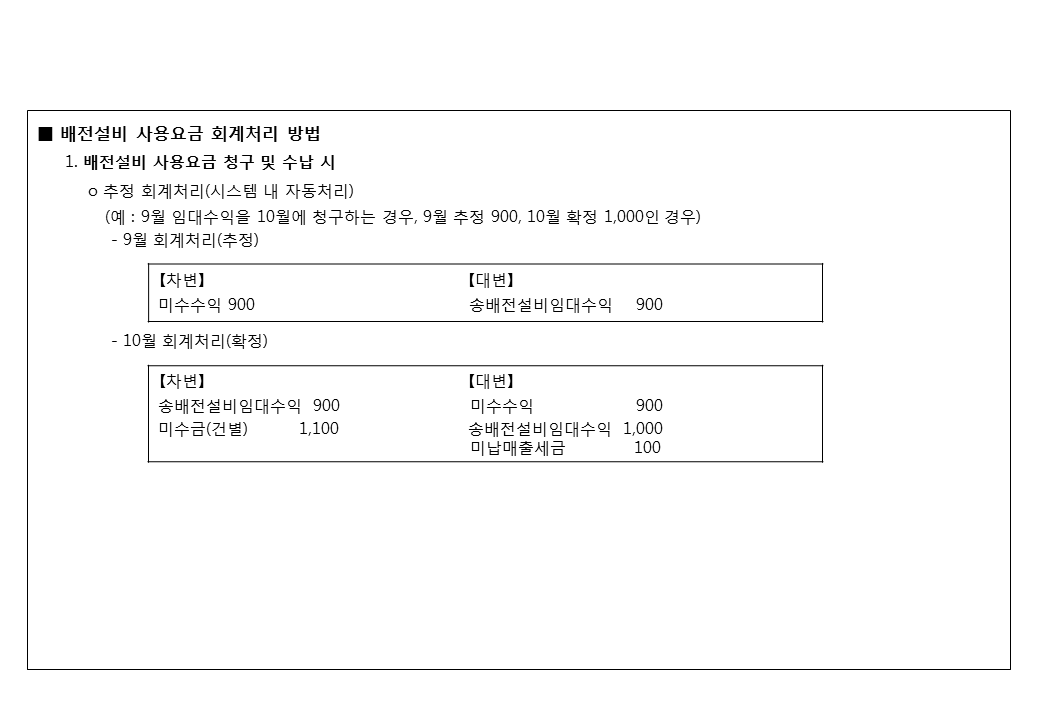 ■ 배전설비 사용요금 회계처리 방법
1. 배전설비 사용요금 청구 및 수납 시
ㅇ 추정 회계처리(시스템 내 자동처리)
(예 : 9월 임대수익을 10월에 청구하는 경우, 9월 추정 900, 10월 확정 1,000인 경우)
- 9월 회계처리(추정)
【차변】 【대변】
미수수익 900 송배전설비임대수익 900
- 10월 회계처리(확정)
【차변】 【대변】
송배전설비임대수익 900 미수수익 900
미수금(건별) 1,100 송배전설비임대수익 1,000
미납매출세금 100